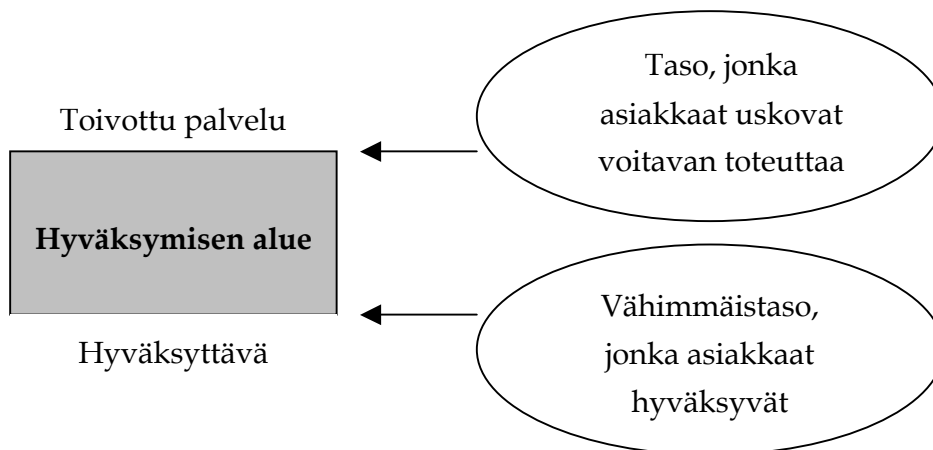 Toivottu palvelu
Hyväksymisen alue
Hyväksyttävä
Taso, jonka
asiakkaat uskovat
voitavan toteuttaa
Vähimmäistaso,
jonka asiakkaat
hyväksyvät